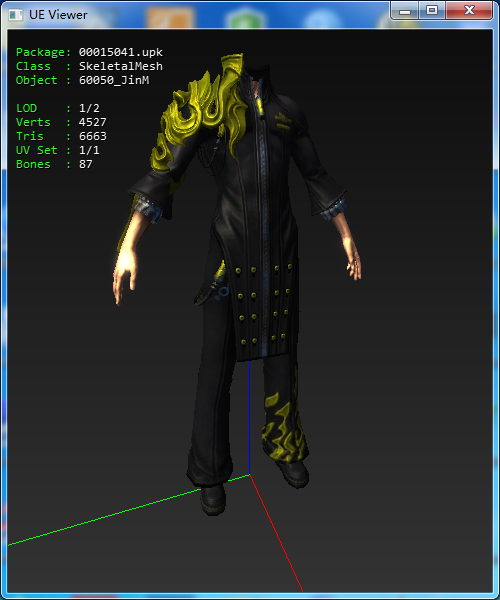 UE Viewer
Package: 00015041.upk
Class : SkeletalMesh
Object : 60050_JinM
LOD : 1/2
Verts : 4527
Tris : 6663
UV Set : 1/1
Bones : 87